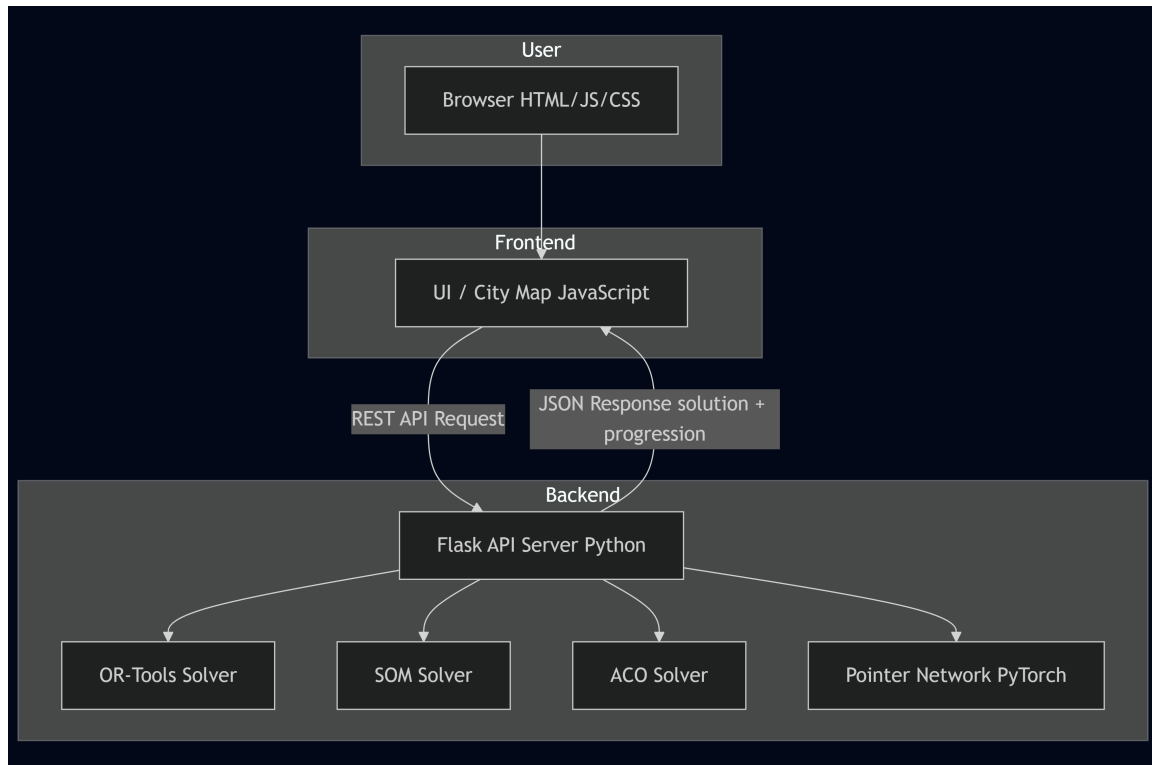 User
Browser HTML/JS/CSS
Frontend
UI / City Map JavaScript
REST API Request
JSON Response solution +
progression
Backend
Flask API Server Python
OR-Tools Solver
SOM Solver
ACO Solver
Pointer Network PyTorch